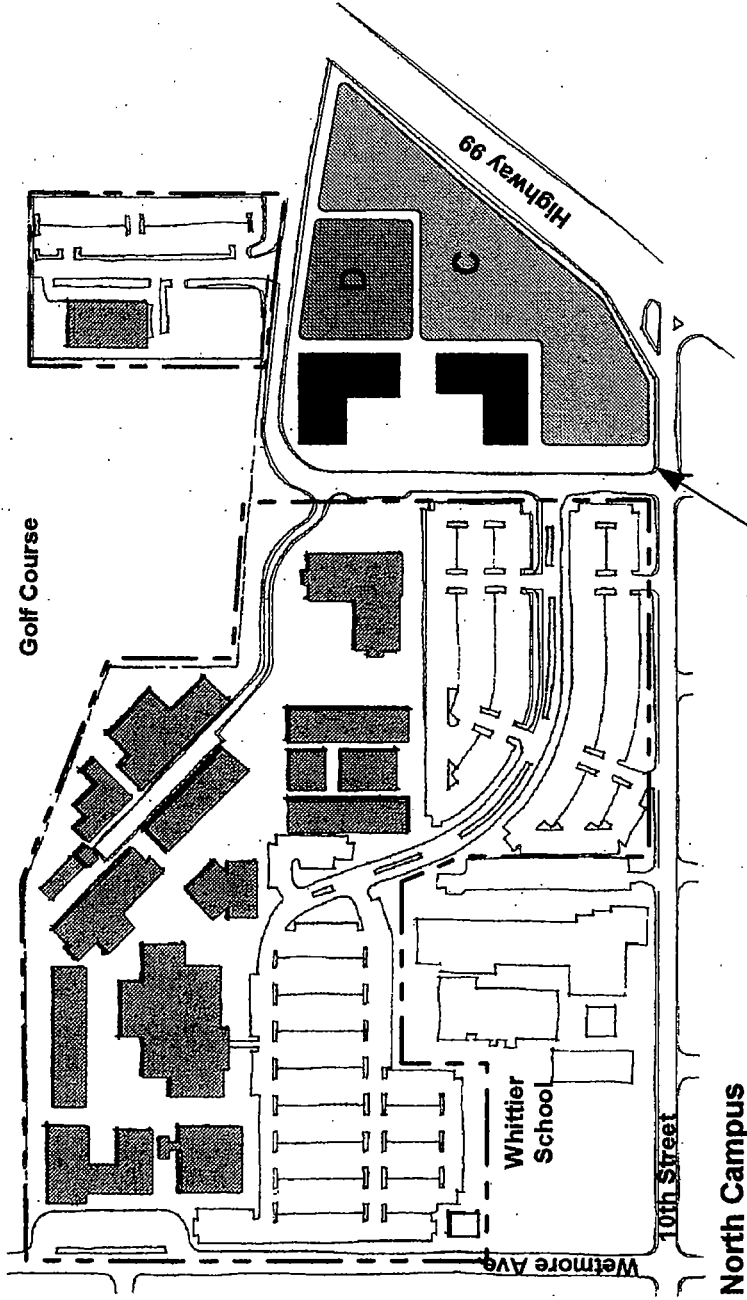 Golf Course
Highway 99
D
C
Whittier
School
10th Street
Wetmore Ave
North Campus